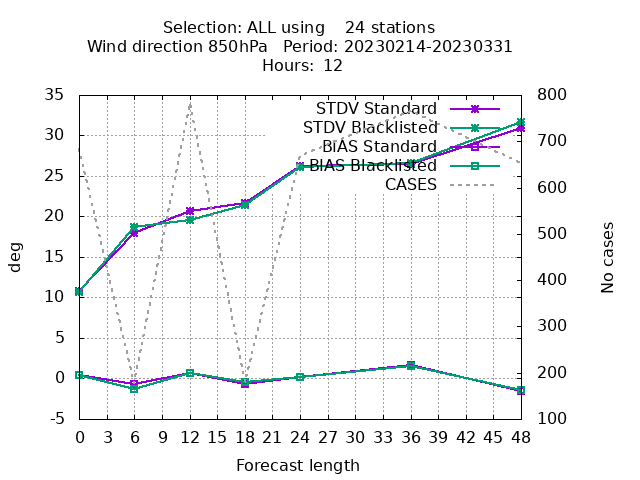 Selection: ALL using    24 stations
Wind direction 850hPa   Period: 20230214-20230331
Hours:  12
STDV Standard
STDV Blacklisted
BIAS Standard
BIAS Blacklisted
CASES
deg
35
30
25
20
15
10
5
0
-5
No cases
800
700
600
500
400
300
200
100
0 3 6 9 12 15 18 21 24 27 30 33 36 39 42 45 48
Forecast length